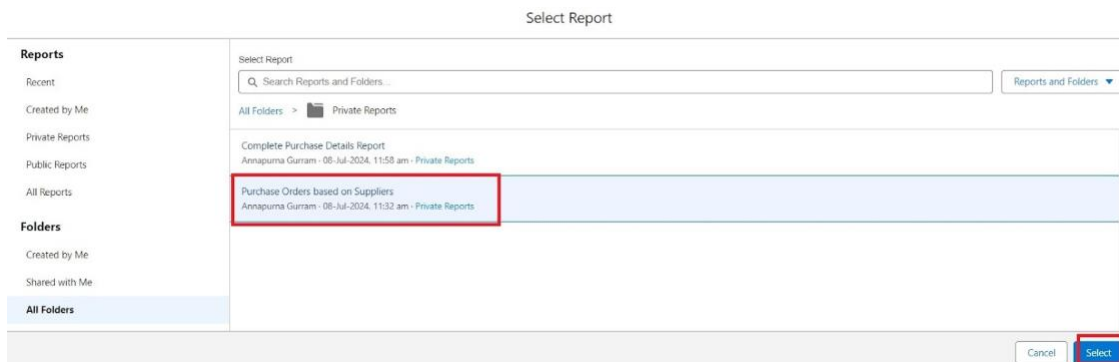 Select Report
Reports
Recent
Created by Me
Private Reports
Public Reports
All Reports
Folders
Created by Me
Shared with Me
All Folders
Select Report
Search Reports and Folders...
Reports and Folders
All Folders > Private Reports
Complete Purchase Details Report
Annapurna Gurram - 08-Jul-2024, 11:58 am - Private Reports
Purchase Orders based on Suppliers
Annapurna Gurram - 08-Jul-2024, 11:32 am - Private Reports
Cancel
Select